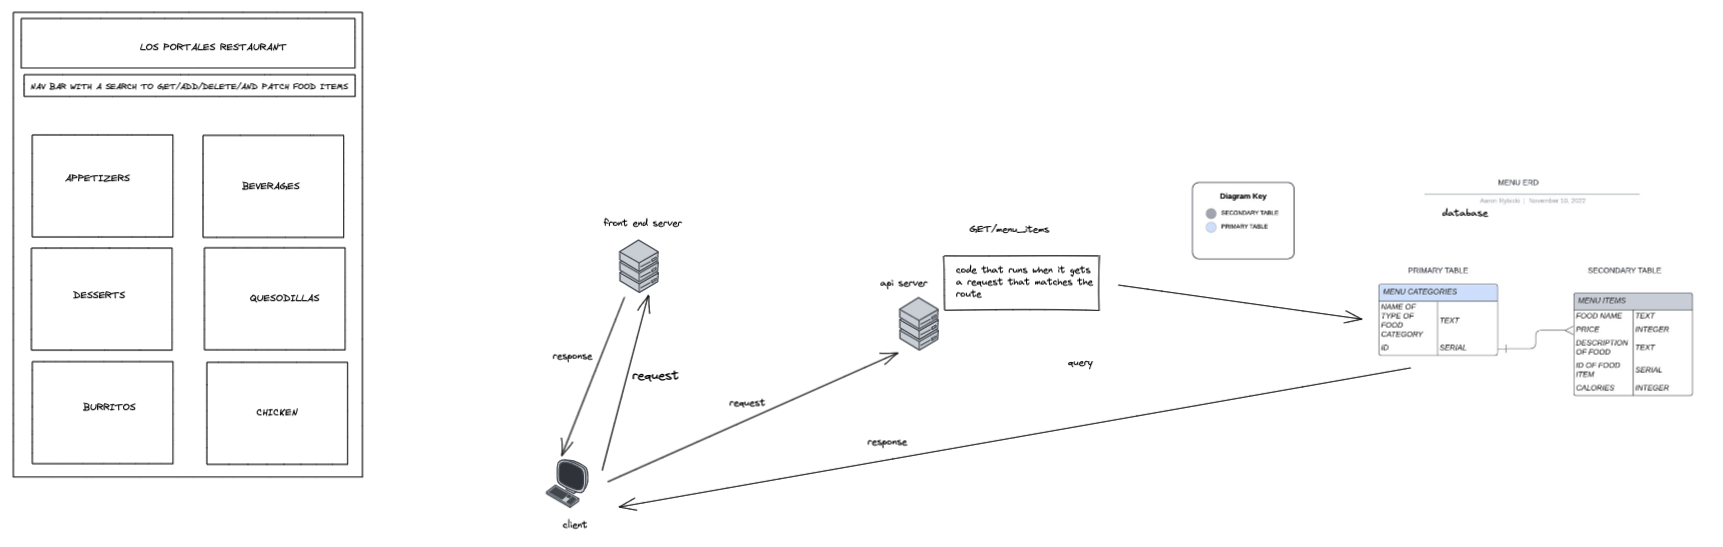 LOS PORTALES RESTAURANT
NAV BAR WITH A SEARCH TO GET/ADD/DELETE/AND PATCH FOOD ITEMS
APPETIZERS
BEVERAGES
DESSERTS
QUESODILLAS
BURRITOS
CHICKEN
front end server
response
request
client
request
api server
GET/menu_items
code that runs when it gets
a request that matches the
route
query
response
Diagram Key
SECONDARY TABLE
PRIMARY TABLE
MENU ERD
Aaron Rybicki | November 10, 2022
database
PRIMARY TABLE
MENU CATEGORIES
NAME OF
TYPE OF
FOOD
CATEGORY
TEXT
ID SERIAL
SECONDARY TABLE
MENU ITEMS
FOOD NAME TEXT
PRICE INTEGER
DESCRIPTION
OF FOOD
TEXT
ID OF FOOD
ITEM
SERIAL
CALORIES INTEGER